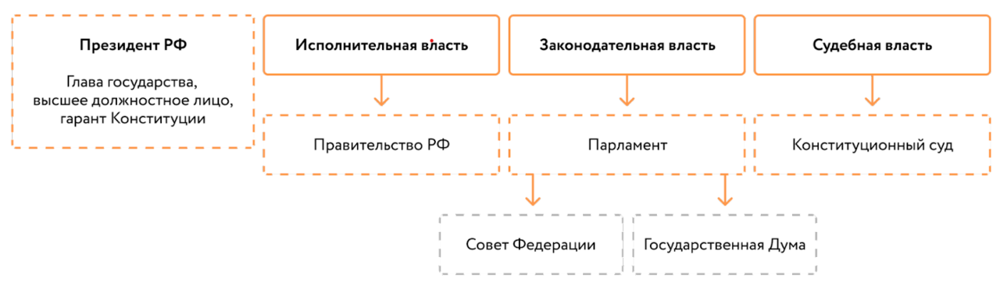 Президент РФ
Глава государства,
высшее должностное лицо,
гарант Конституции
Исполнительная власть
Законодательная власть
Судебная власть
Правительство РФ
Парламент
Конституционный суд
Совет Федерации
Государственная Дума